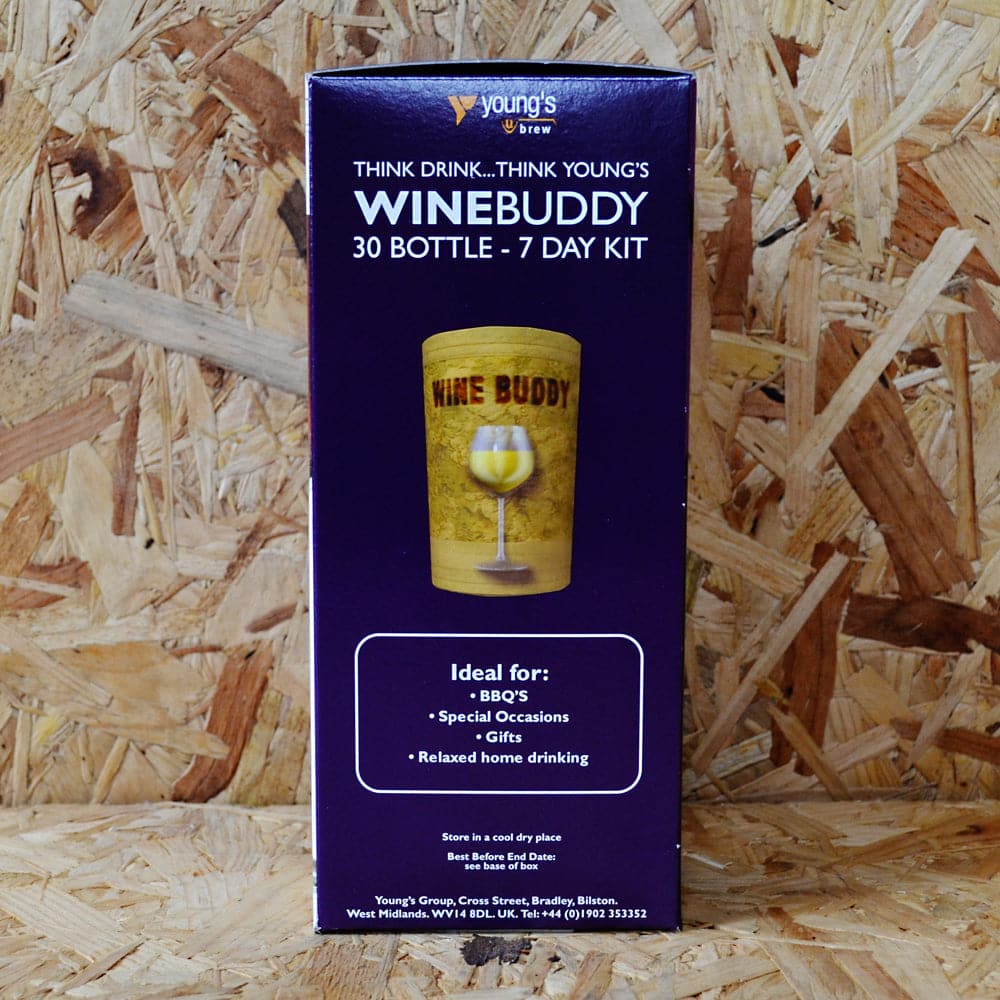 young's
U brew
THINK DRINK...THINK YOUNG'S
WINEBUDDY
30 BOTTLE - 7 DAY KIT
WINE BUDDY
Ideal for:
• BBQ'S
• Special Occasions
• Gifts
• Relaxed home drinking
Store in a cool dry place
Best Before End Date:
see base of box
Young's Group, Cross Street, Bradley, Bilston.
West Midlands. WV14 8DL. UK. Tel: +44 (0)1902 353352